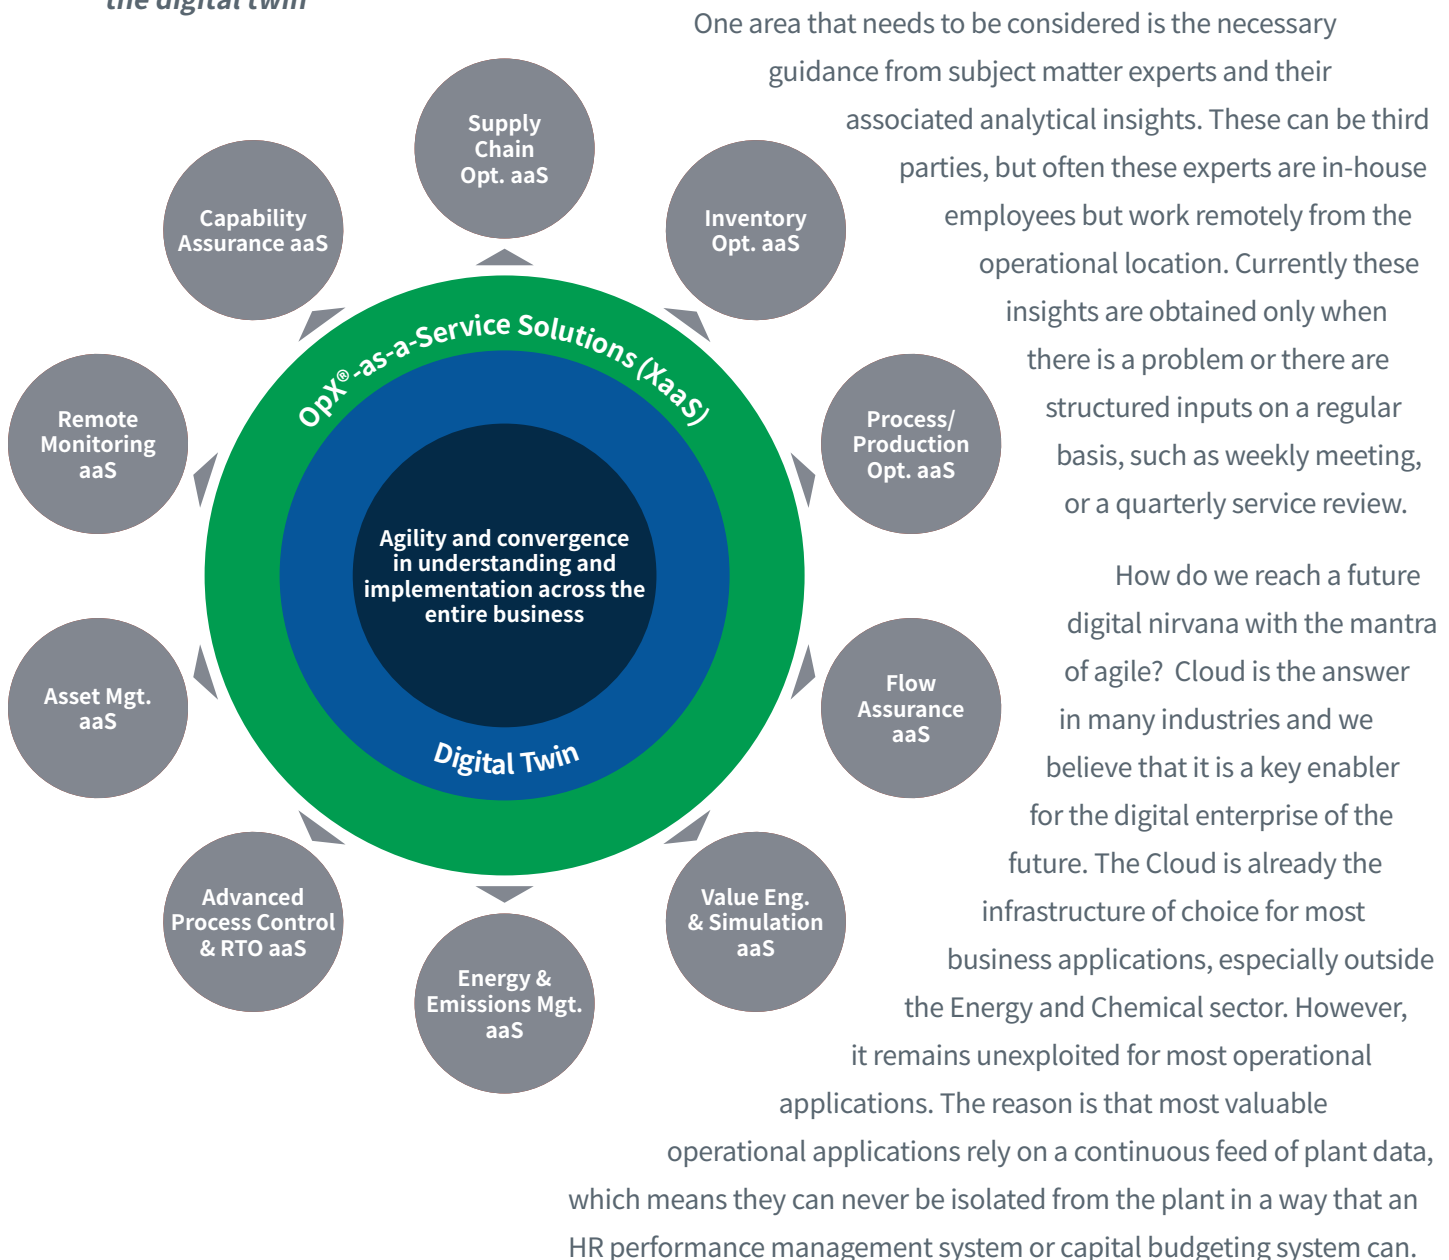 the digital twin
Supply
Chain
Opt. aaS
Inventory
Opt. aaS
Process/
Production
Opt. aaS
Flow
Assurance
aaS
Value Eng.
& Simulation
aaS
Energy &
Emissions Mgt.
aaS
Advanced
Process Control
& RTO aaS
Asset Mgt.
aaS
Remote
Monitoring
aaS
Capability
Assurance aaS
OpX®-as-a-Service Solutions (XaaS)
Agility and convergence
in understanding and
implementation across the
entire business
Digital Twin
One area that needs to be considered is the necessary
guidance from subject matter experts and their
associated analytical insights. These can be third
parties, but often these experts are in-house
employees but work remotely from the
operational location. Currently these
insights are obtained only when
there is a problem or there are
structured inputs on a regular
basis, such as weekly meeting,
or a quarterly service review.
How do we reach a future
digital nirvana with the mantra
of agile?  Cloud is the answer
in many industries and we
believe that it is a key enabler
for the digital enterprise of the
future. The Cloud is already the
infrastructure of choice for most
business applications, especially outside
the Energy and Chemical sector. However,
it remains unexploited for most operational
applications. The reason is that most valuable
operational applications rely on a continuous feed of plant data,
which means they can never be isolated from the plant in a way that an
HR performance management system or capital budgeting system can.